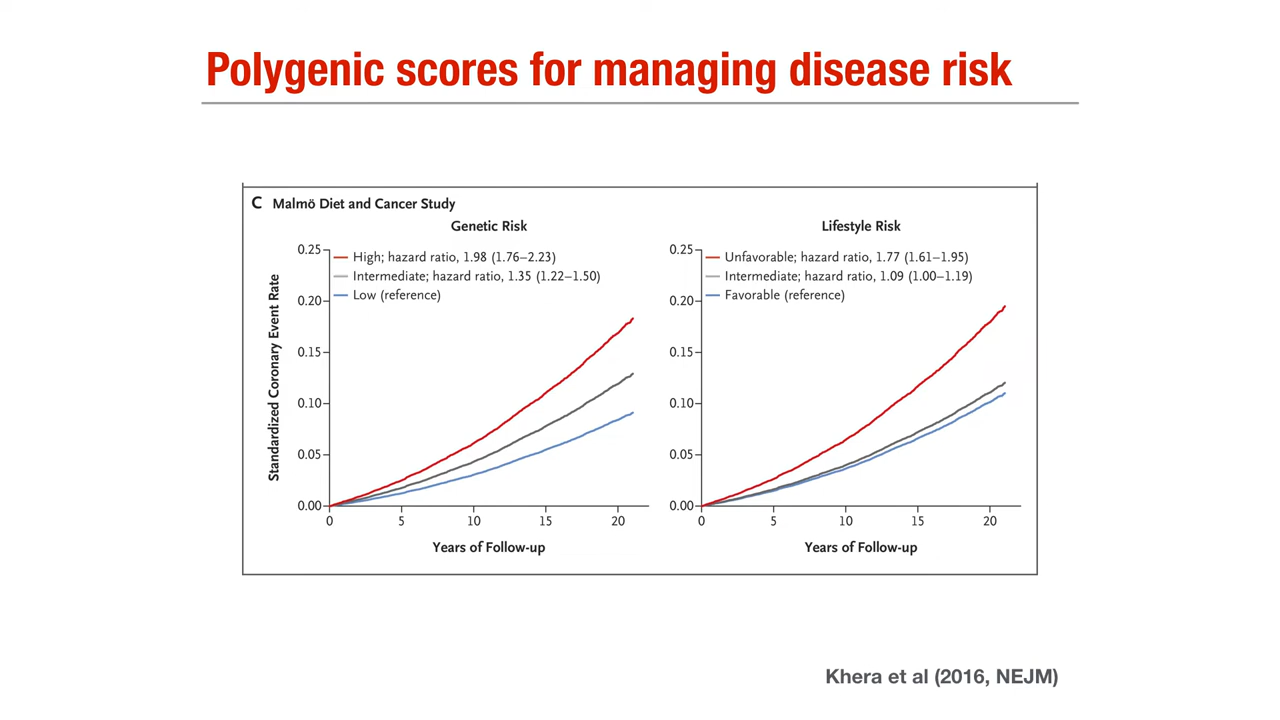 Polygenic scores for managing disease risk
C Malmö Diet and Cancer Study
Genetic Risk
High; hazard ratio, 1.98 (1.76–2.23)
Intermediate; hazard ratio, 1.35 (1.22–1.50)
Low (reference)
Standardized Coronary Event Rate
0.25
0.20
0.15
0.10
0.05
0.00
0 5 10 15 20
Years of Follow-up
Lifestyle Risk
Unfavorable; hazard ratio, 1.77 (1.61–1.95)
Intermediate; hazard ratio, 1.09 (1.00–1.19)
Favorable (reference)
0.25
0.20
0.15
0.10
0.05
0.00
0 5 10 15 20
Years of Follow-up
Khera et al (2016, NEJM)